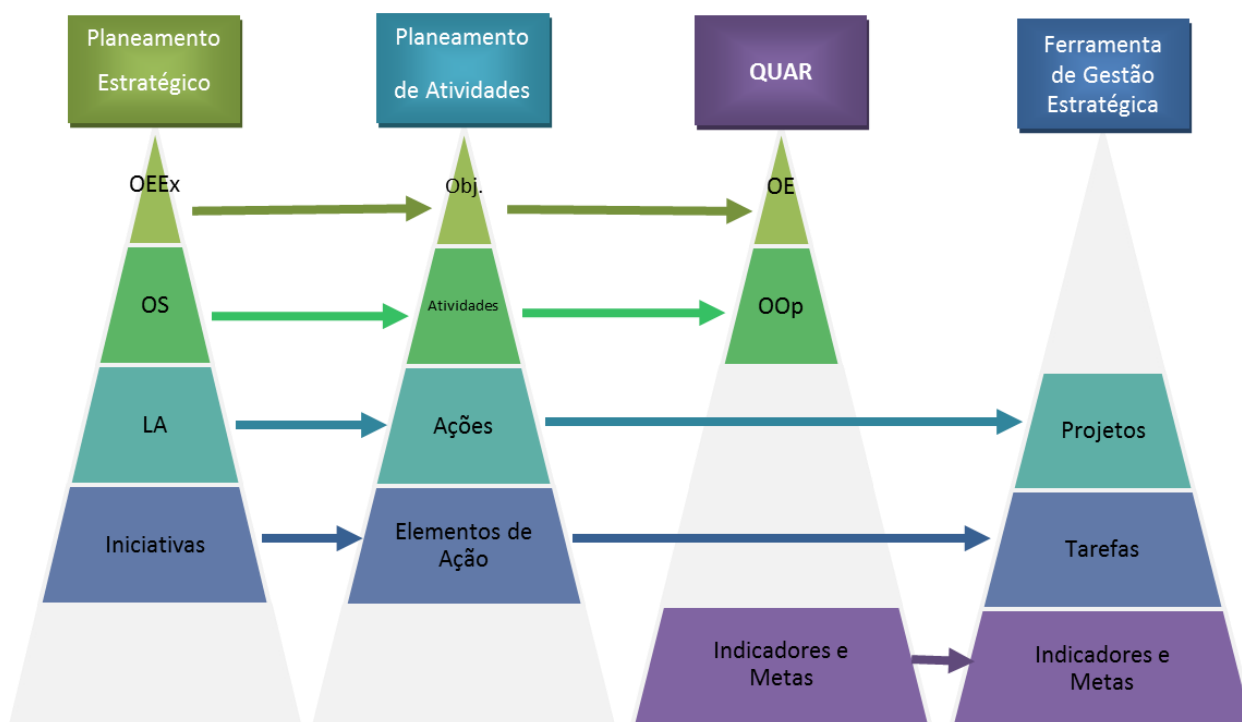 Planeamento
Estratégico
Planeamento
de Atividades
QUAR
Ferramenta
de Gestão
Estratégica
OEEx
Obj.
OE
OS
Atividades
OOp
LA
Ações
Projetos
Iniciativas
Elementos de
Ação
Tarefas
Indicadores e
Metas
Indicadores e
Metas